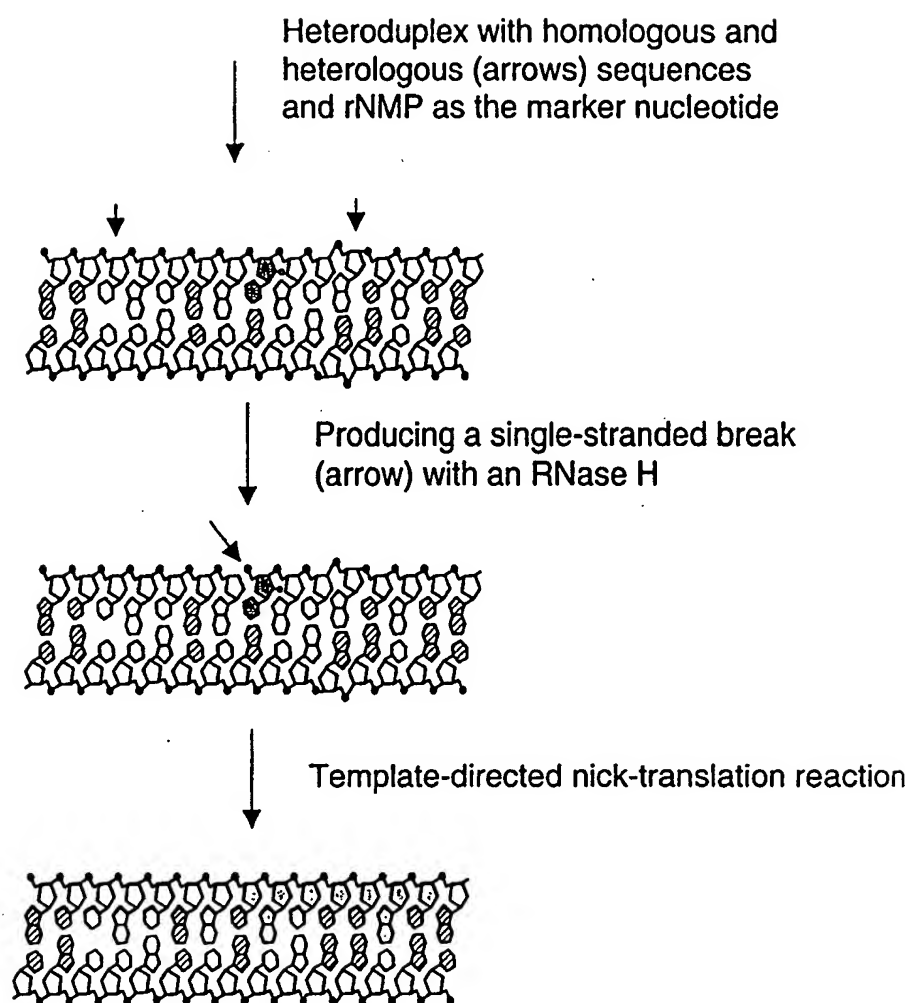 Heteroduplex with homologous and
heterologous (arrows) sequences
and rNMP as the marker nucleotide
Producing a single-stranded break
(arrow) with an RNase H
Template-directed nick-translation reaction